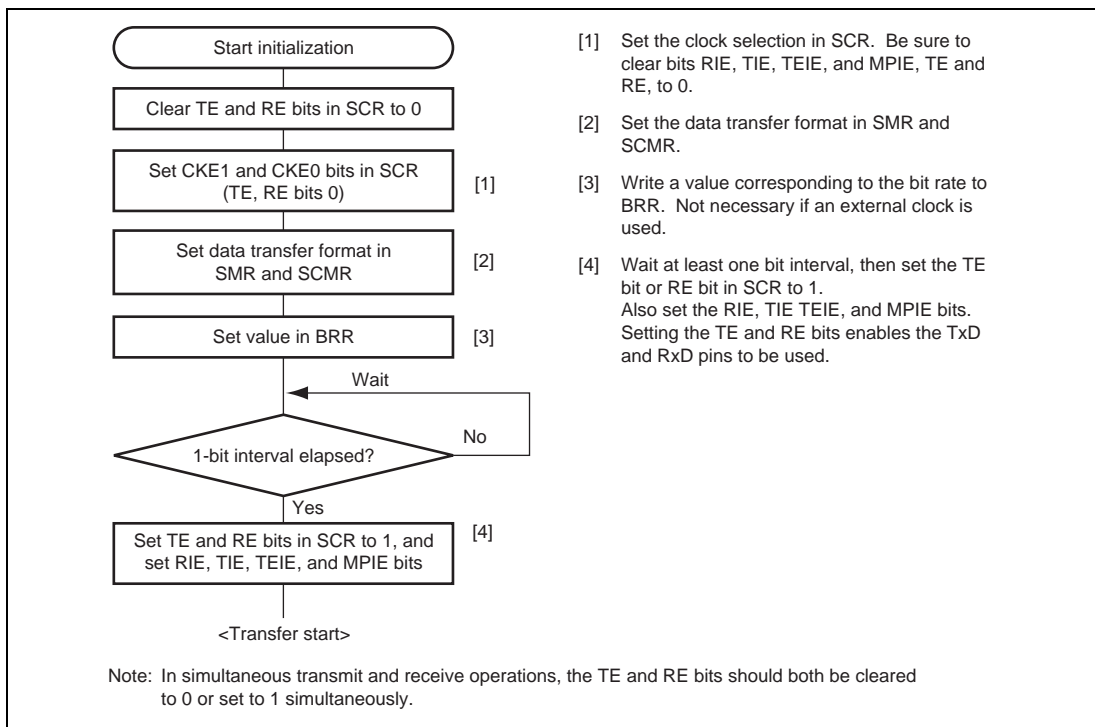 Start initialization
Clear TE and RE bits in SCR to 0
Set CKE1 and CKE0 bits in SCR
(TE, RE bits 0)
[1]
Set data transfer format in
SMR and SCMR
[2]
Set value in BRR
[3]
Wait
No
1-bit interval elapsed?
Yes
Set TE and RE bits in SCR to 1, and
set RIE, TIE, TEIE, and MPIE bits
[4]
<Transfer start>
[1] Set the clock selection in SCR. Be sure to
clear bits RIE, TIE, TEIE, and MPIE, TE and
RE, to 0.
[2] Set the data transfer format in SMR and
SCMR.
[3] Write a value corresponding to the bit rate to
BRR. Not necessary if an external clock is
used.
[4] Wait at least one bit interval, then set the TE
bit or RE bit in SCR to 1.
Also set the RIE, TIE TEIE, and MPIE bits.
Setting the TE and RE bits enables the TxD
and RxD pins to be used.
Note: In simultaneous transmit and receive operations, the TE and RE bits should both be cleared
to 0 or set to 1 simultaneously.